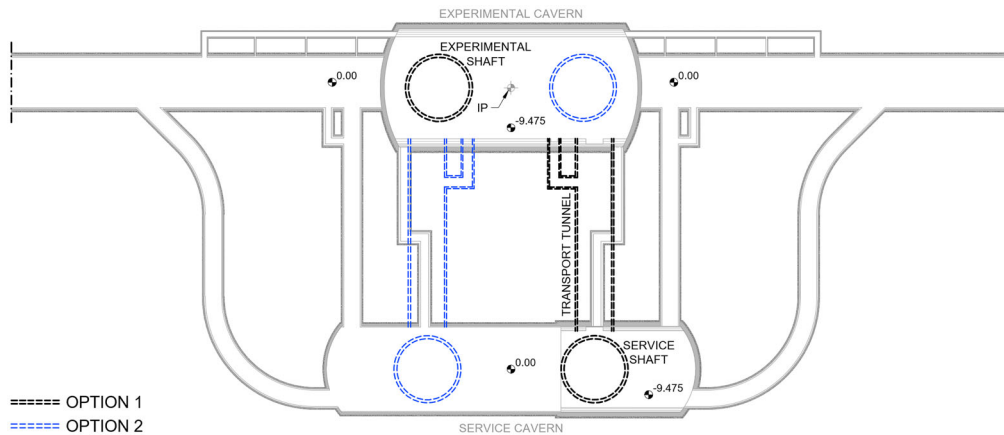 EXPERIMENTAL CAVERN
EXPERIMENTAL
SHAFT
0.00
0.00
IP
-9.475
TRANSPORT TUNNEL
SERVICE
SHAFT
0.00
-9.475
OPTION 1
OPTION 2
SERVICE CAVERN